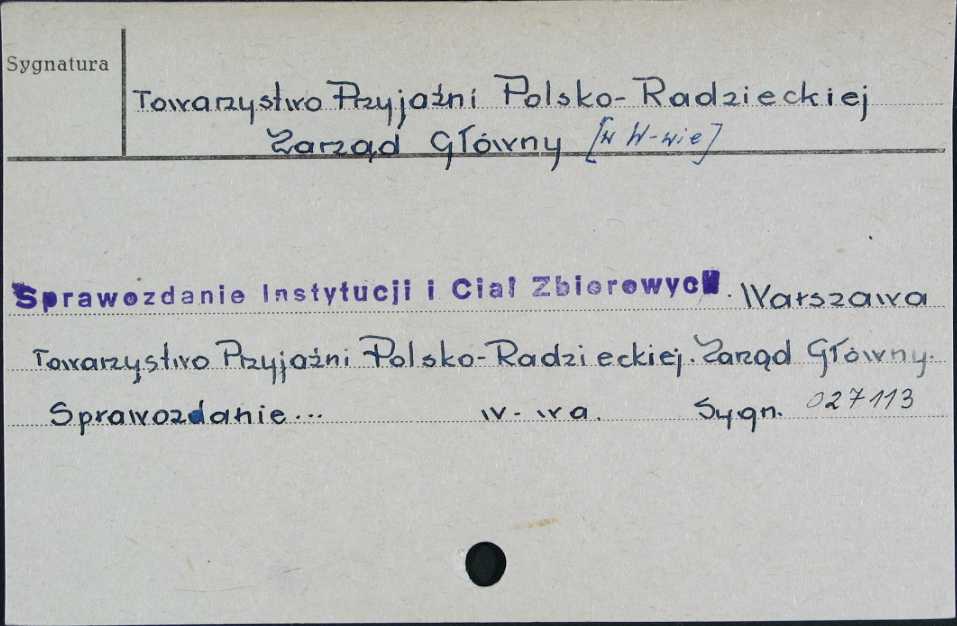 Sygnatura
Towarzystwo Przyjaźni Polsko-Radzieckiej
Zarząd Główny [w W-wie]
Sprawozdanie Instytucji i Ciał Zbiorowych. Warszawa
Towarzystwo Przyjaźni Polsko-Radzieckiej. Zarząd Główny.
Sprawozdanie... W-wa. Sygn. 027113